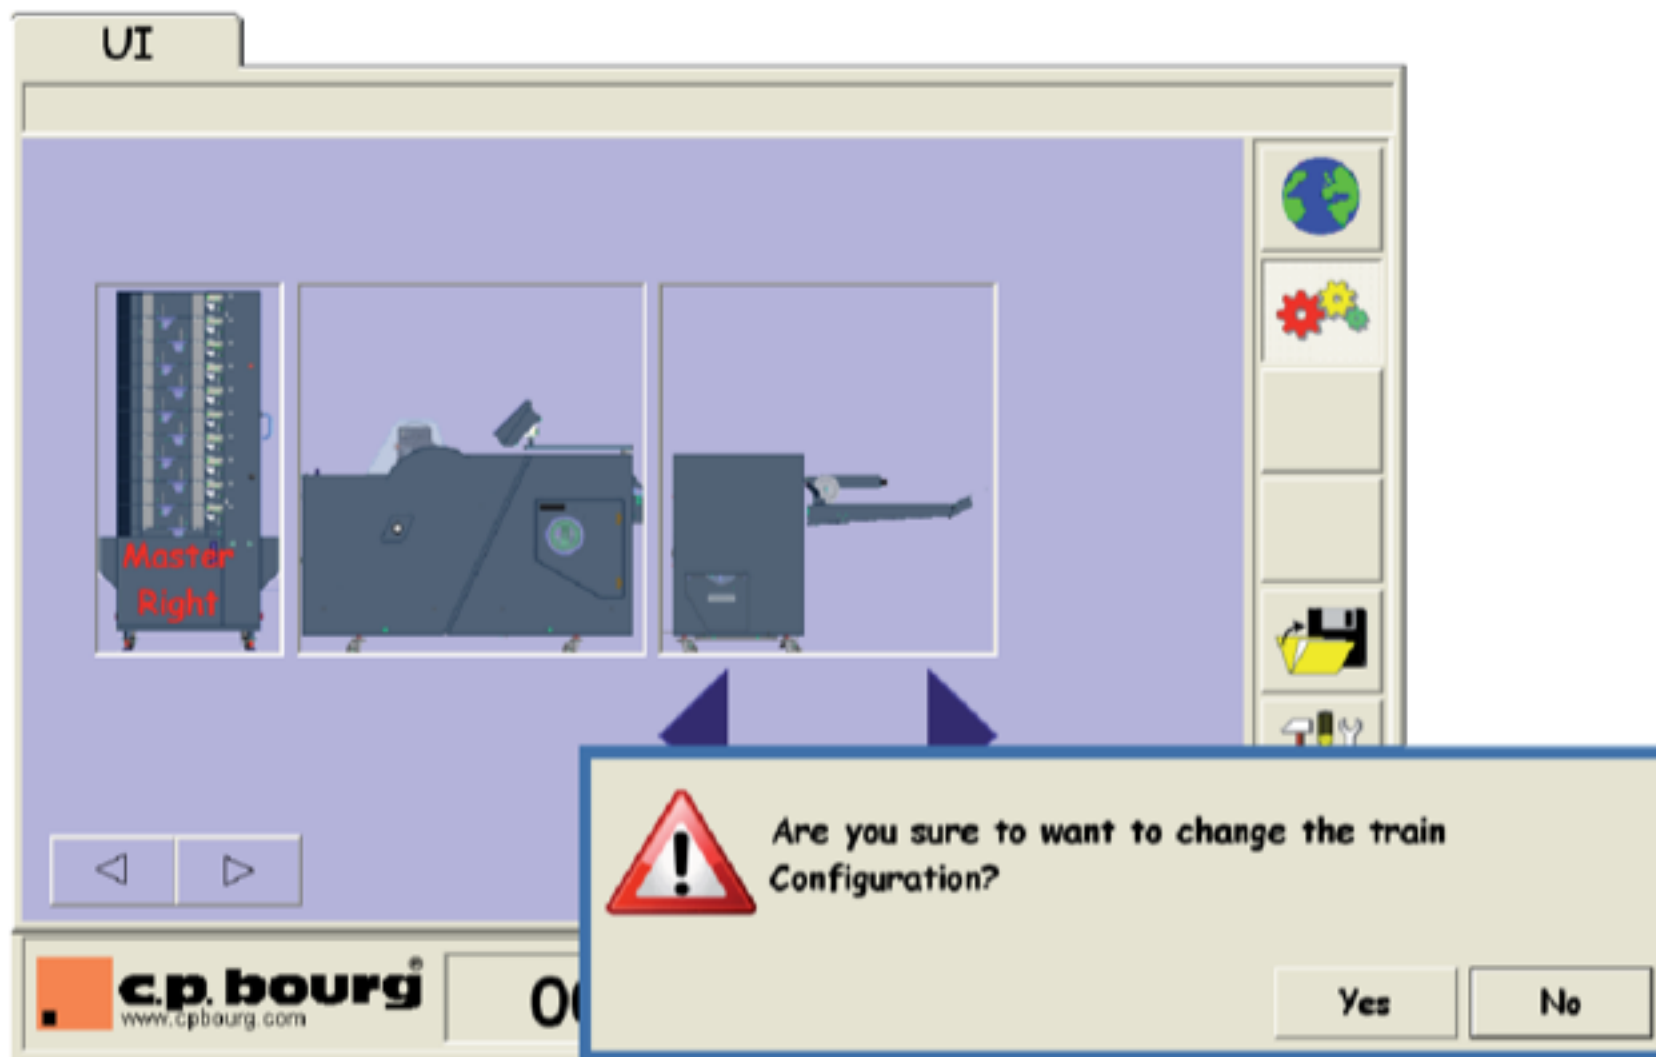 UI
Master
Right
Are you sure to want to change the train
Configuration?
Yes
No
c.p. bourg®
www.cpbourg.com